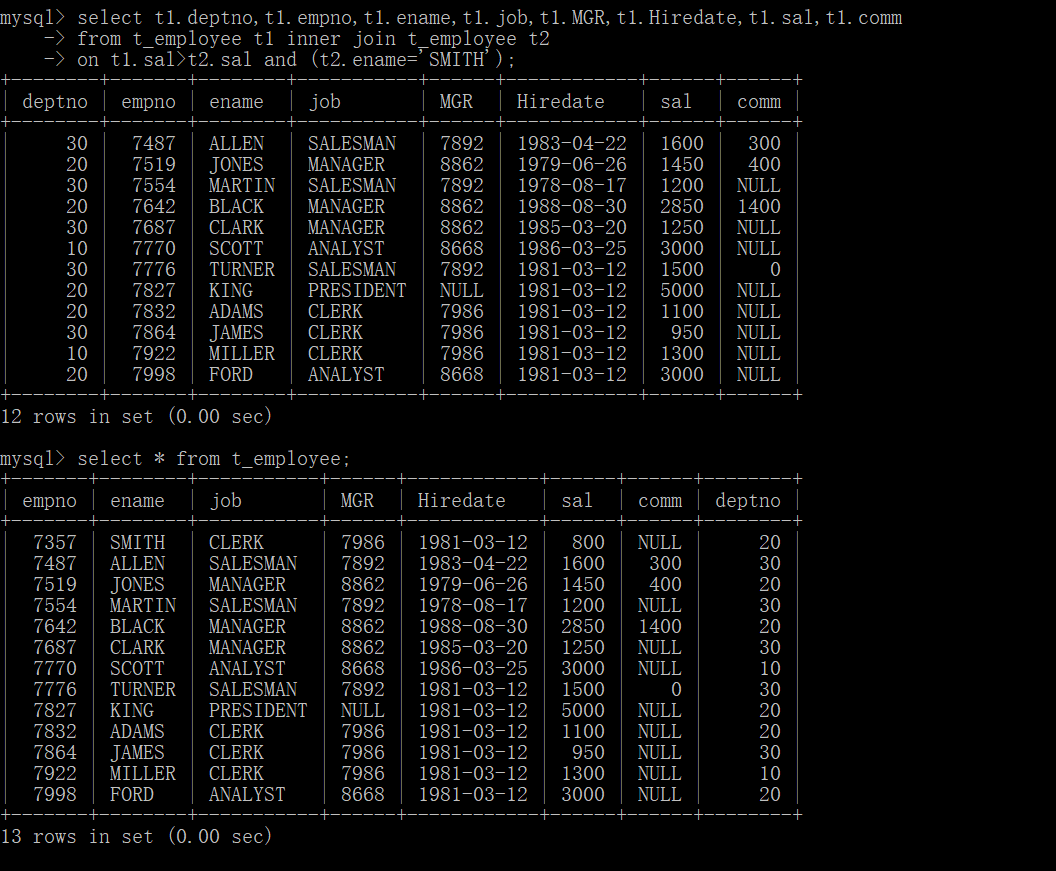 mysql> select t1.deptno,t1.empno,t1.ename,t1.job,t1.MGR,t1.Hiredate,t1.sal,t1.comm
    -> from t_employee t1 inner join t_employee t2
    -> on t1.sal>t2.sal and (t2.ename='SMITH');
+--------+-------+--------+-----------+------+------------+------+------+
| deptno | empno | ename  | job       | MGR  | Hiredate   | sal  | comm |
+--------+-------+--------+-----------+------+------------+------+------+
|     30 |  7487 | ALLEN  | SALESMAN  | 7892 | 1983-04-22 | 1600 |  300 |
|     20 |  7519 | JONES  | MANAGER   | 8862 | 1979-06-26 | 1450 |  400 |
|     30 |  7554 | MARTIN | SALESMAN  | 7892 | 1978-08-17 | 1200 | NULL |
|     20 |  7642 | BLACK  | MANAGER   | 8862 | 1988-08-30 | 2850 | 1400 |
|     30 |  7687 | CLARK  | MANAGER   | 8862 | 1985-03-20 | 1250 | NULL |
|     10 |  7770 | SCOTT  | ANALYST   | 8668 | 1986-03-25 | 3000 | NULL |
|     30 |  7776 | TURNER | SALESMAN  | 7892 | 1981-03-12 | 1500 |    0 |
|     20 |  7827 | KING   | PRESIDENT | NULL | 1981-03-12 | 5000 | NULL |
|     20 |  7832 | ADAMS  | CLERK     | 7986 | 1981-03-12 | 1100 | NULL |
|     30 |  7864 | JAMES  | CLERK     | 7986 | 1981-03-12 |  950 | NULL |
|     10 |  7922 | MILLER | CLERK     | 7986 | 1981-03-12 | 1300 | NULL |
|     20 |  7998 | FORD   | ANALYST   | 8668 | 1981-03-12 | 3000 | NULL |
+--------+-------+--------+-----------+------+------------+------+------+
12 rows in set (0.00 sec)
mysql> select * from t_employee;
+-------+--------+-----------+------+------------+------+------+--------+
| empno | ename  | job       | MGR  | Hiredate   | sal  | comm | deptno |
+-------+--------+-----------+------+------------+------+------+--------+
|  7357 | SMITH  | CLERK     | 7986 | 1981-03-12 |  800 | NULL |     20 |
|  7487 | ALLEN  | SALESMAN  | 7892 | 1983-04-22 | 1600 |  300 |     30 |
|  7519 | JONES  | MANAGER   | 8862 | 1979-06-26 | 1450 |  400 |     20 |
|  7554 | MARTIN | SALESMAN  | 7892 | 1978-08-17 | 1200 | NULL |     30 |
|  7642 | BLACK  | MANAGER   | 8862 | 1988-08-30 | 2850 | 1400 |     20 |
|  7687 | CLARK  | MANAGER   | 8862 | 1985-03-20 | 1250 | NULL |     30 |
|  7770 | SCOTT  | ANALYST   | 8668 | 1986-03-25 | 3000 | NULL |     10 |
|  7776 | TURNER | SALESMAN  | 7892 | 1981-03-12 | 1500 |    0 |     30 |
|  7827 | KING   | PRESIDENT | NULL | 1981-03-12 | 5000 | NULL |     20 |
|  7832 | ADAMS  | CLERK     | 7986 | 1981-03-12 | 1100 | NULL |     20 |
|  7864 | JAMES  | CLERK     | 7986 | 1981-03-12 |  950 | NULL |     30 |
|  7922 | MILLER | CLERK     | 7986 | 1981-03-12 | 1300 | NULL |     10 |
|  7998 | FORD   | ANALYST   | 8668 | 1981-03-12 | 3000 | NULL |     20 |
+-------+--------+-----------+------+------------+------+------+--------+
13 rows in set (0.00 sec)